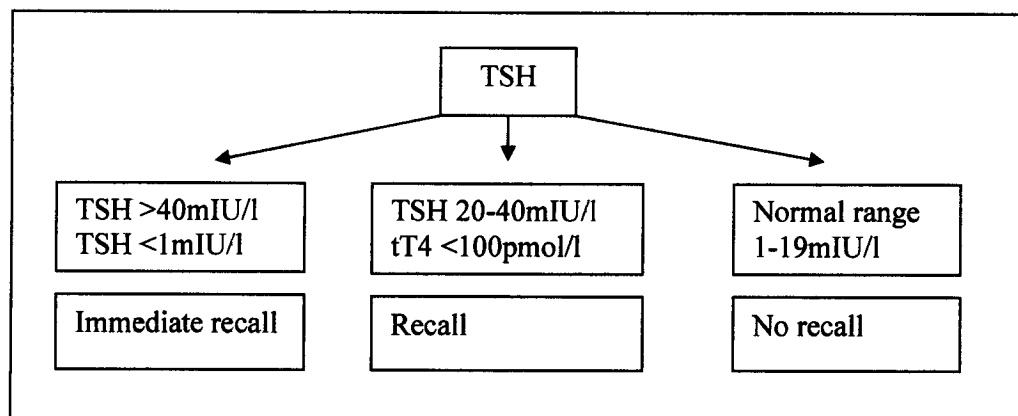 TSH
TSH >40mIU/l
TSH <1mIU/l
TSH 20-40mIU/l
tT4 <100pmol/l
Normal range
1-19mIU/l
Immediate recall
Recall
No recall